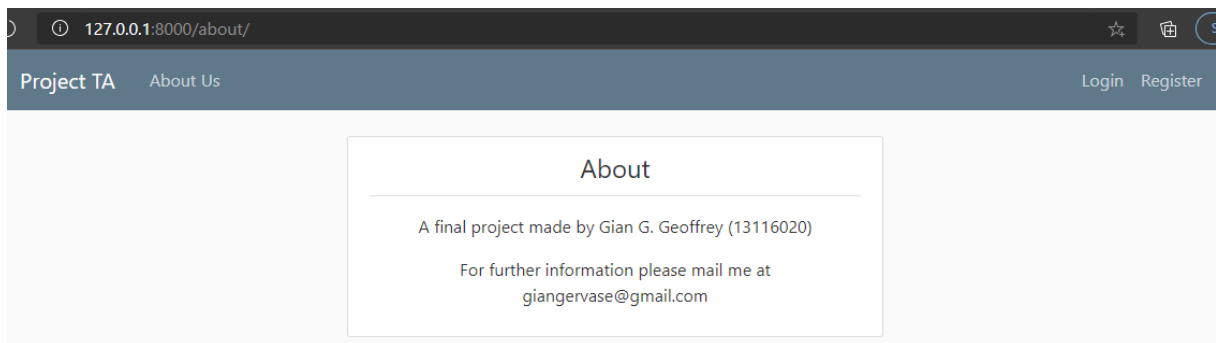 127.0.0.1:8000/about/
Project TA About Us Login Register
About
A final project made by Gian G. Geoffrey (13116020)
For further information please mail me at
giangervase@gmail.com